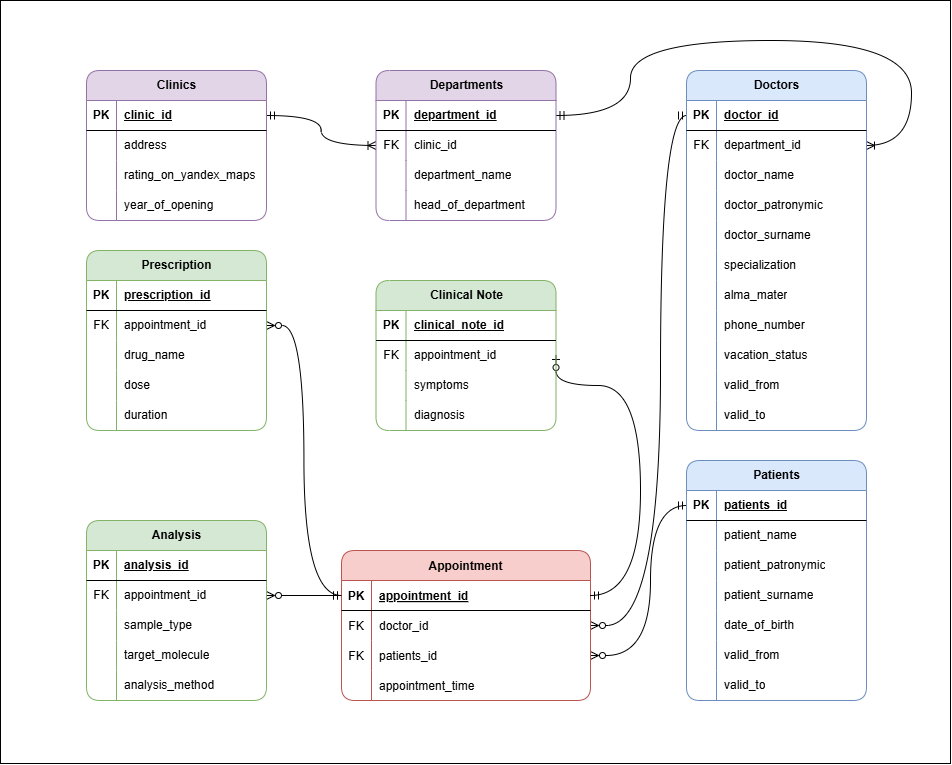 Clinics
PK clinic_id
address
rating_on_yandex_maps
year_of_opening
Departments
PK department_id
FK clinic_id
department_name
head_of_department
Doctors
PK doctor_id
FK department_id
doctor_name
doctor_patronymic
doctor_surname
specialization
alma_mater
phone_number
vacation_status
valid_from
valid_to
Prescription
PK prescription_id
FK appointment_id
drug_name
dose
duration
Clinical Note
PK clinical_note_id
FK appointment_id
symptoms
diagnosis
Patients
PK patients_id
patient_name
patient_patronymic
patient_surname
date_of_birth
valid_from
valid_to
Analysis
PK analysis_id
FK appointment_id
sample_type
target_molecule
analysis_method
Appointment
PK appointment_id
FK doctor_id
FK patients_id
appointment_time